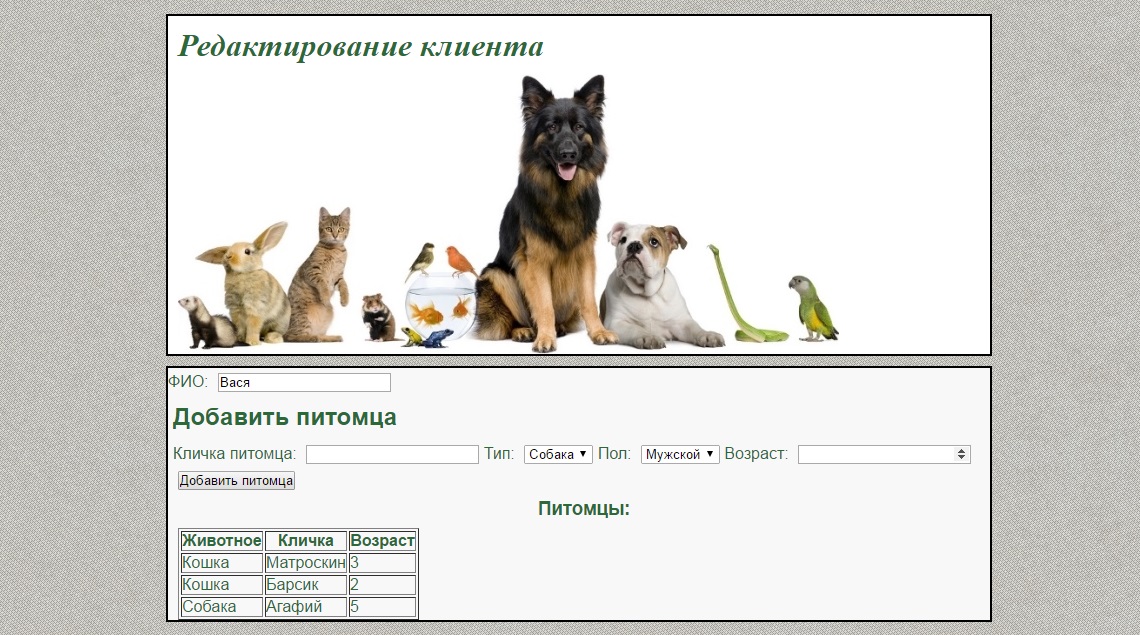 Редактирование клиента
ФИО: Вася
Добавить питомца
Кличка питомца: Тип: Собака Пол: Мужской Возраст:
Добавить питомца
Питомцы:
Животное Кличка Возраст
Кошка Матроскин 3
Кошка Барсик 2
Собака Агафий 5